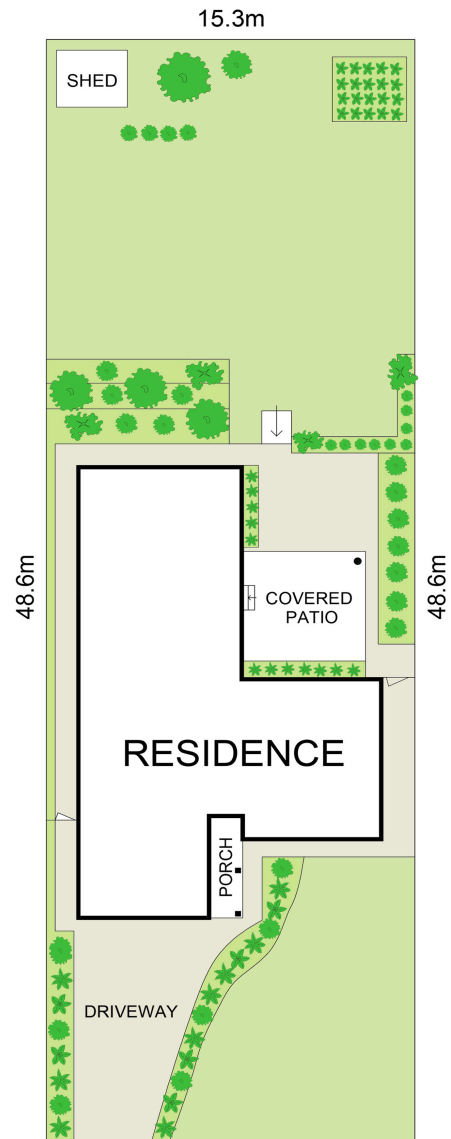 15.3m
SHED
48.6m
48.6m
COVERED
PATIO
RESIDENCE
PORCH
DRIVEWAY